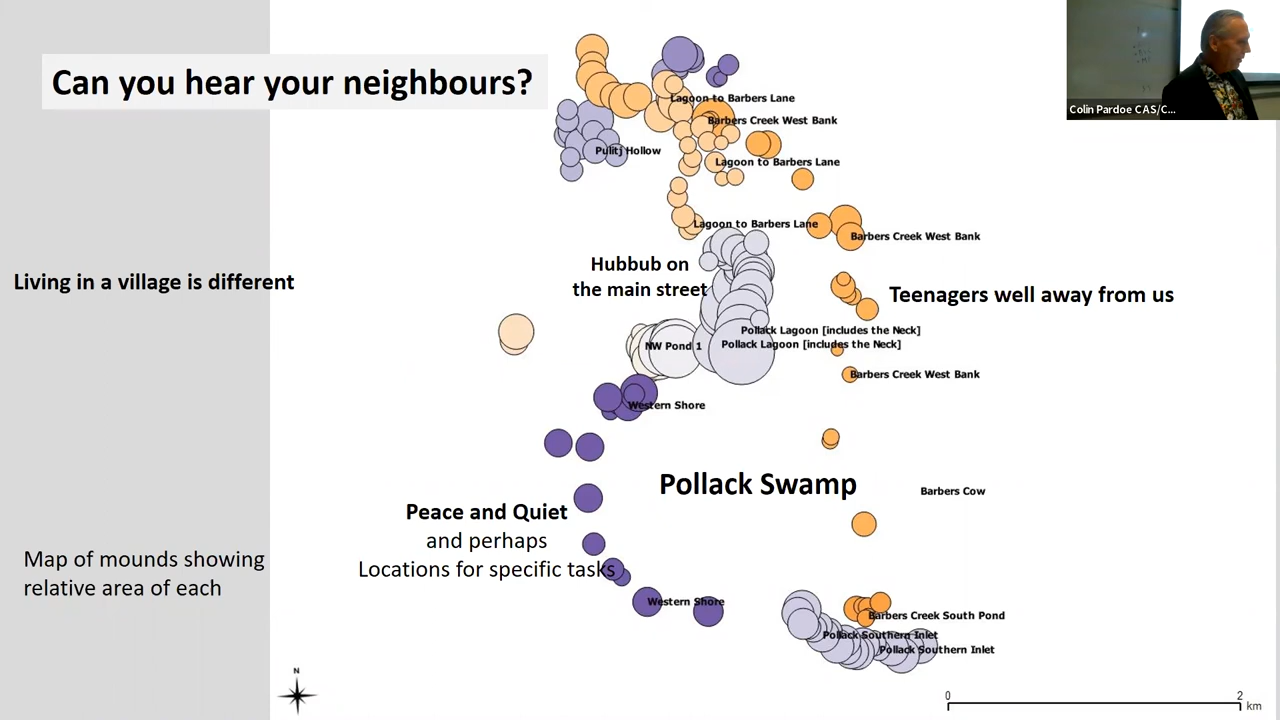 Can you hear your neighbours?
Colin Pardoe CAS/C...
Lagoon to Barbers Lane
Barbers Creek West Bank
Pulitj Hollow
Lagoon to Barbers Lane
Lagoon to Barbers Lane
Barbers Creek West Bank
Hubbub on
the main street
Living in a village is different
Teenagers well away from us
Pollack Lagoon [includes the Neck]
NW Pond 1
Pollack Lagoon [includes the Neck]
Barbers Creek West Bank
Western Shore
Pollack Swamp
Barbers Cow
Peace and Quiet
and perhaps
Locations for specific tasks
Map of mounds showing
relative area of each
Western Shore
Barbers Creek South Pond
Pollack Southern Inlet
Pollack Southern Inlet
N
0 2
km